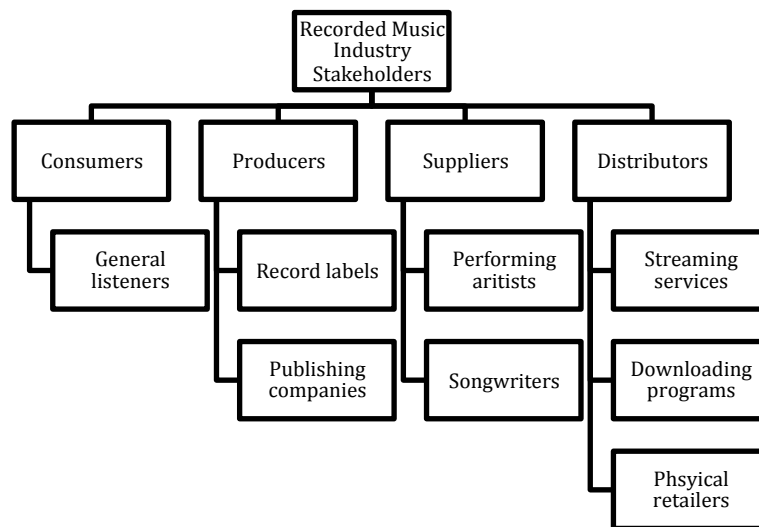 Recorded Music
Industry
Stakeholders
Consumers
Producers
Suppliers
Distributors
General
listeners
Record labels
Performing
aritists
Streaming
services
Publishing
companies
Songwriters
Downloading
programs
Phsyical
retailers